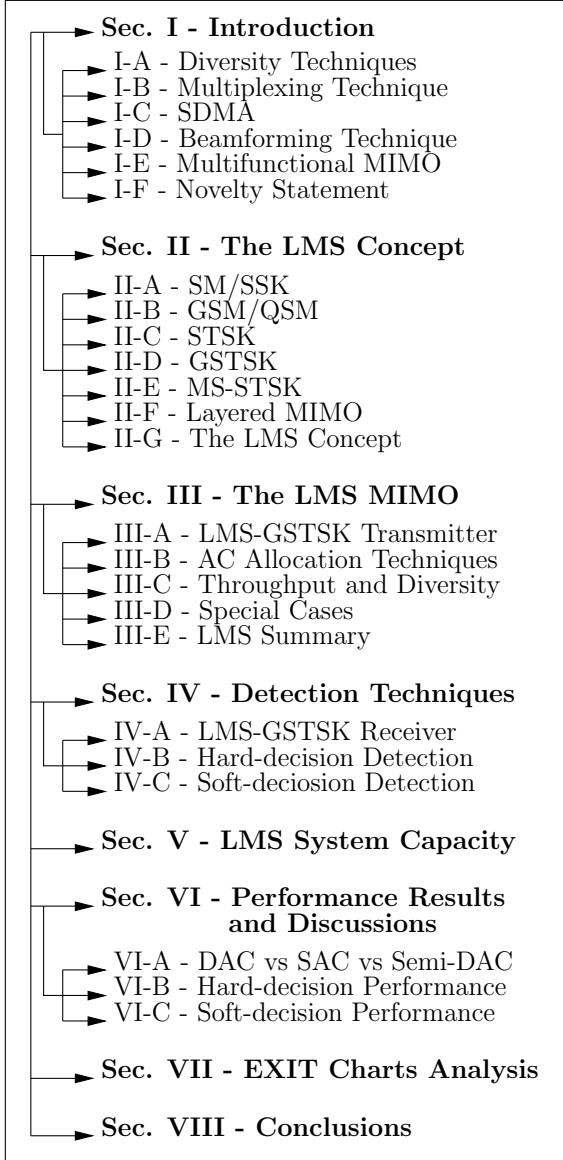 Sec. I - Introduction
I-A - Diversity Techniques
I-B - Multiplexing Technique
I-C - SDMA
I-D - Beamforming Technique
I-E - Multifunctional MIMO
I-F - Novelty Statement
Sec. II - The LMS Concept
II-A - SM/SSK
II-B - GSM/QSM
II-C - STSK
II-D - GSTSK
II-E - MS-STSK
II-F - Layered MIMO
II-G - The LMS Concept
Sec. III - The LMS MIMO
III-A - LMS-GSTSK Transmitter
III-B - AC Allocation Techniques
III-C - Throughput and Diversity
III-D - Special Cases
III-E - LMS Summary
Sec. IV - Detection Techniques
IV-A - LMS-GSTSK Receiver
IV-B - Hard-decision Detection
IV-C - Soft-deciosion Detection
Sec. V - LMS System Capacity
Sec. VI - Performance Results
and Discussions
VI-A - DAC vs SAC vs Semi-DAC
VI-B - Hard-decision Performance
VI-C - Soft-decision Performance
Sec. VII - EXIT Charts Analysis
Sec. VIII - Conclusions